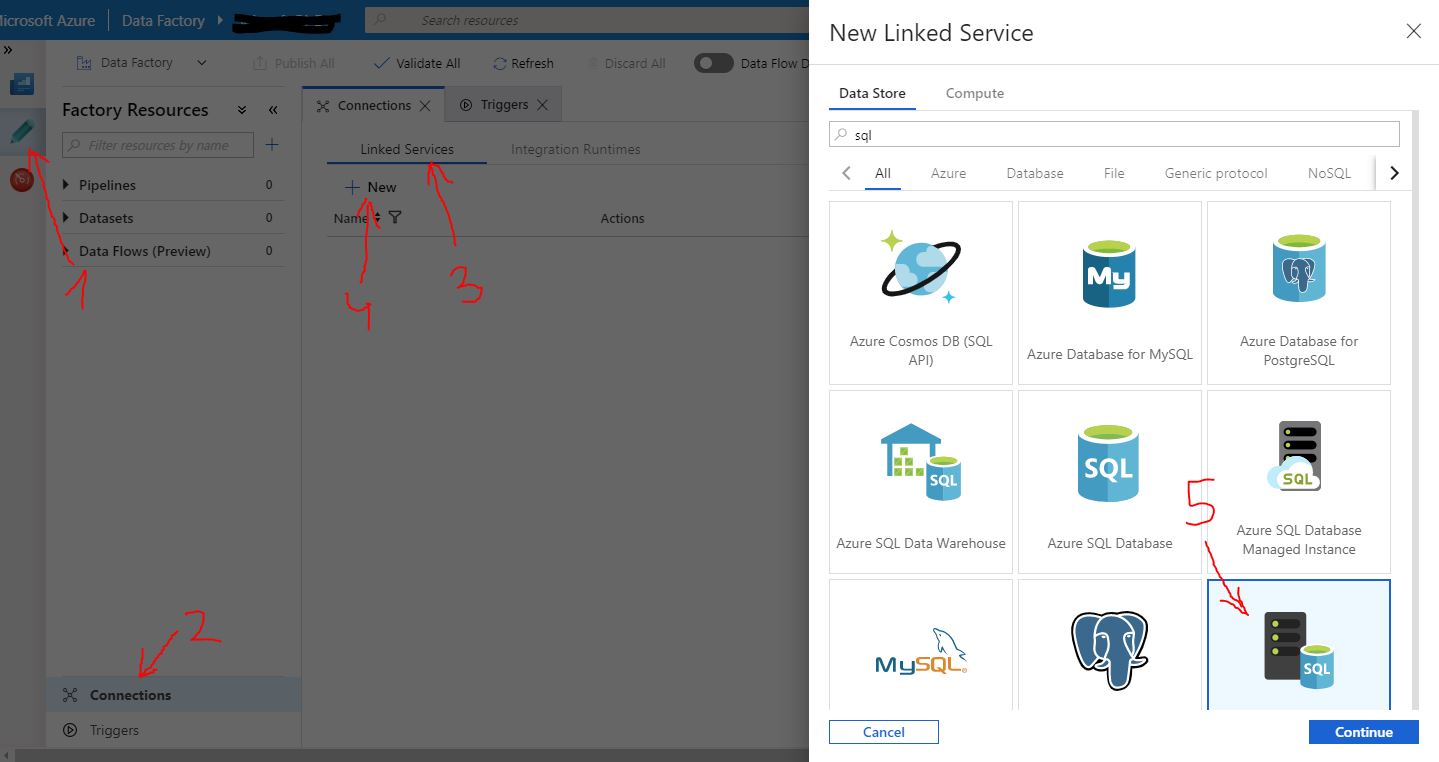 Microsoft Azure
Data Factory
Search resources
»
Data Factory
Publish All
Validate All
Refresh
Discard All
Data Flow D
Factory Resources
«
Filter resources by name
Pipelines 0
Datasets 0
Data Flows (Preview) 0
Connections
Triggers
Connections
Triggers
Linked Services
Integration Runtimes
New
Name
Actions
1
2
3
4
New Linked Service
Data Store
Compute
sql
All
Azure
Database
File
Generic protocol
NoSQL
Azure Cosmos DB (SQL
API)
My
Azure Database for MySQL
Azure Database for
PostgreSQL
SQL
Azure SQL Data Warehouse
SQL
Azure SQL Database
SQL
Azure SQL Database
Managed Instance
5
MySQL
SQL
Cancel
Continue